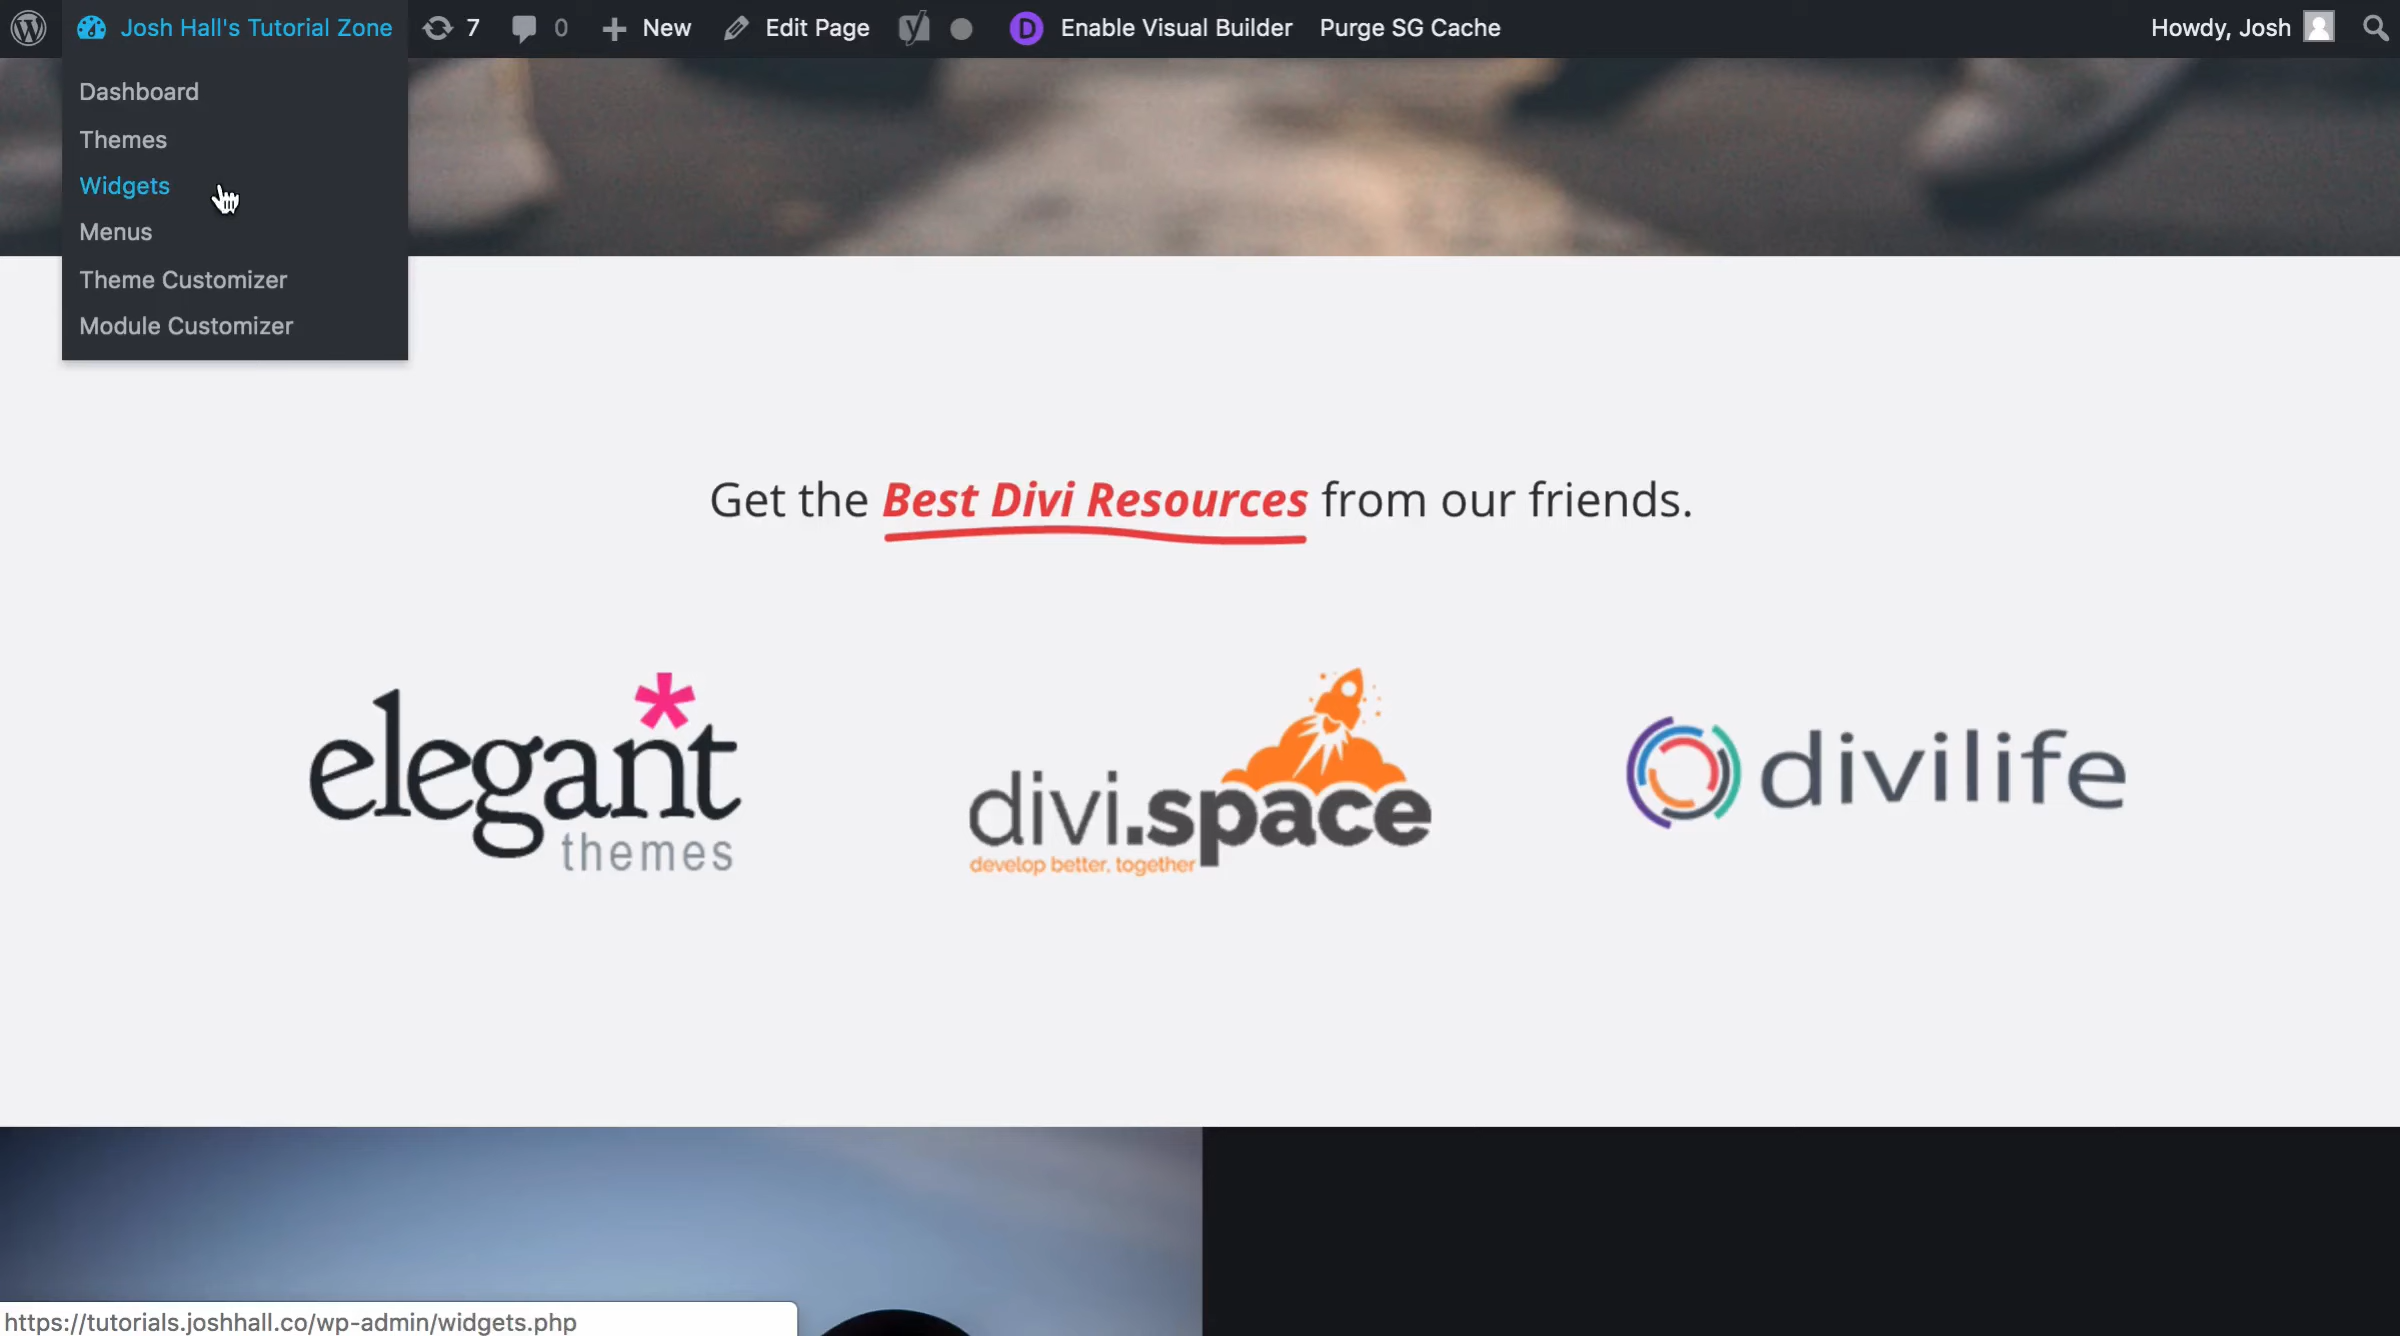 Josh Hall's Tutorial Zone 7 0 New Edit Page D Enable Visual Builder Purge SG Cache Howdy, Josh
Dashboard
Themes
Widgets
Menus
Theme Customizer
Module Customizer
Get the Best Divi Resources from our friends.
elegant
themes
divi.space
develop better, together
divilife
https://tutorials.joshhall.co/wp-admin/widgets.php